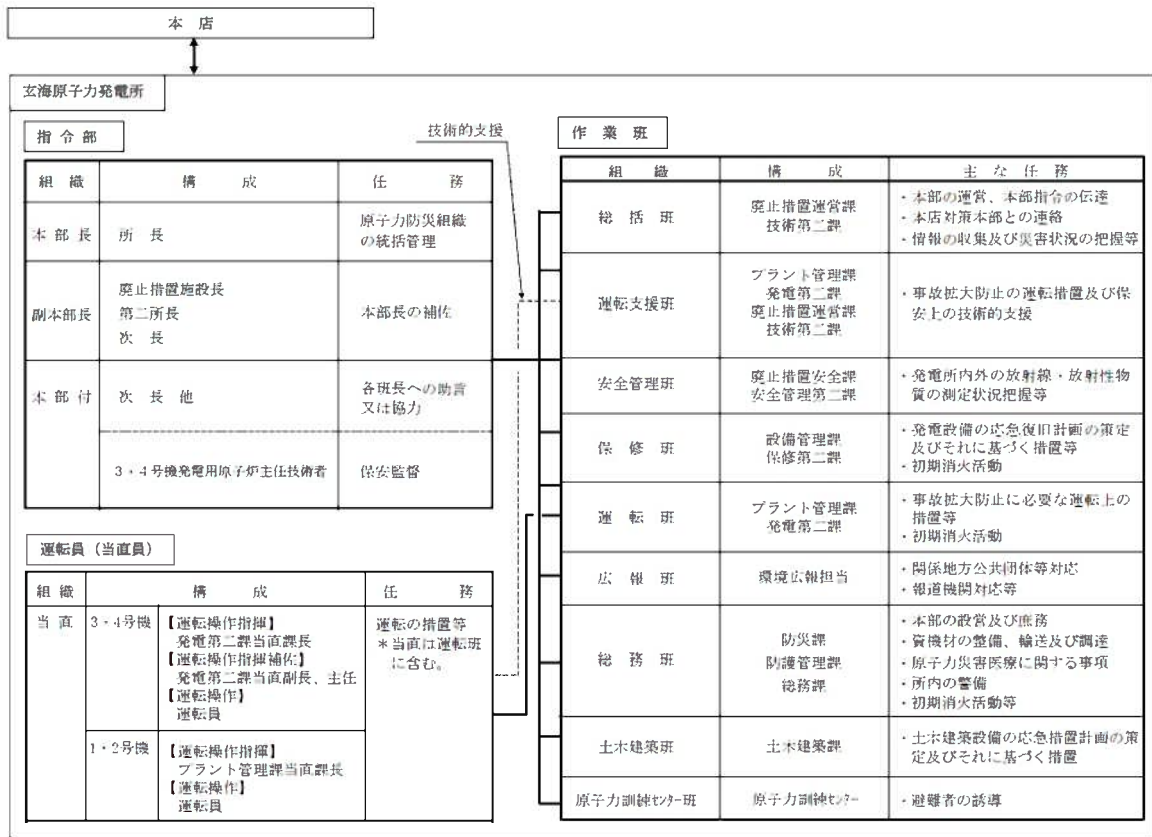 本店
玄海原子力発電所
指令部
組織 構成 任務
本部長 所長 原子力防災組織
の統括管理
副本部長 廃止措置施設長
第二所長
次長
本部長の補佐
本部付 次長他 各班長への助言
又は協力
3・4号機発電用原子炉主任技術者 保安監督
運転員(当直員)
組織 構成 任務
当直 3・4号機 【運転操作指揮】
発電第二課当直課長
【運転操作指揮補佐】
発電第二課当直副長、主任
【運転操作】
運転員
運転の措置等
*当直は運転班
に含む。
1・2号機 【運転操作指揮】
プラント管理課当直課長
【運転操作】
運転員
技術的支援
作業班
組織 構成 主な任務
総括班 廃止措置運営課
技術第二課
・本部の運営、本部指令の伝達
・本店対策本部との連絡
・情報の収集及び災害状況の把握等
運転支援班 プラント管理課
発電第二課
廃止措置運営課
技術第二課
・事故拡大防止の運転措置及び保
安上の技術的支援
安全管理班 廃止措置安全課
安全管理第二課
・発電所内外の放射線・放射性物
質の測定状況把握等
保修班 設備管理課
保修第二課
・発電設備の応急復旧計画の策定
及びそれに基づく措置等
・初期消火活動
運転班 プラント管理課
発電第二課
・事故拡大防止に必要な運転上の
措置等
・初期消火活動
広報班 環境広報担当
・関係地方公共団体等対応
・報道機関対応等
総務班 防災課
防護管理課
総務課
・本部の設営及び庶務
・資機材の整備、輸送及び調達
・原子力災害医療に関する事項
・所内の警備
・初期消火活動等
土木建築班 土木建築課
・土木建築設備の応急措置計画の策
定及びそれに基づく措置
原子力訓練センター班 原子力訓練センター ・避難者の誘導